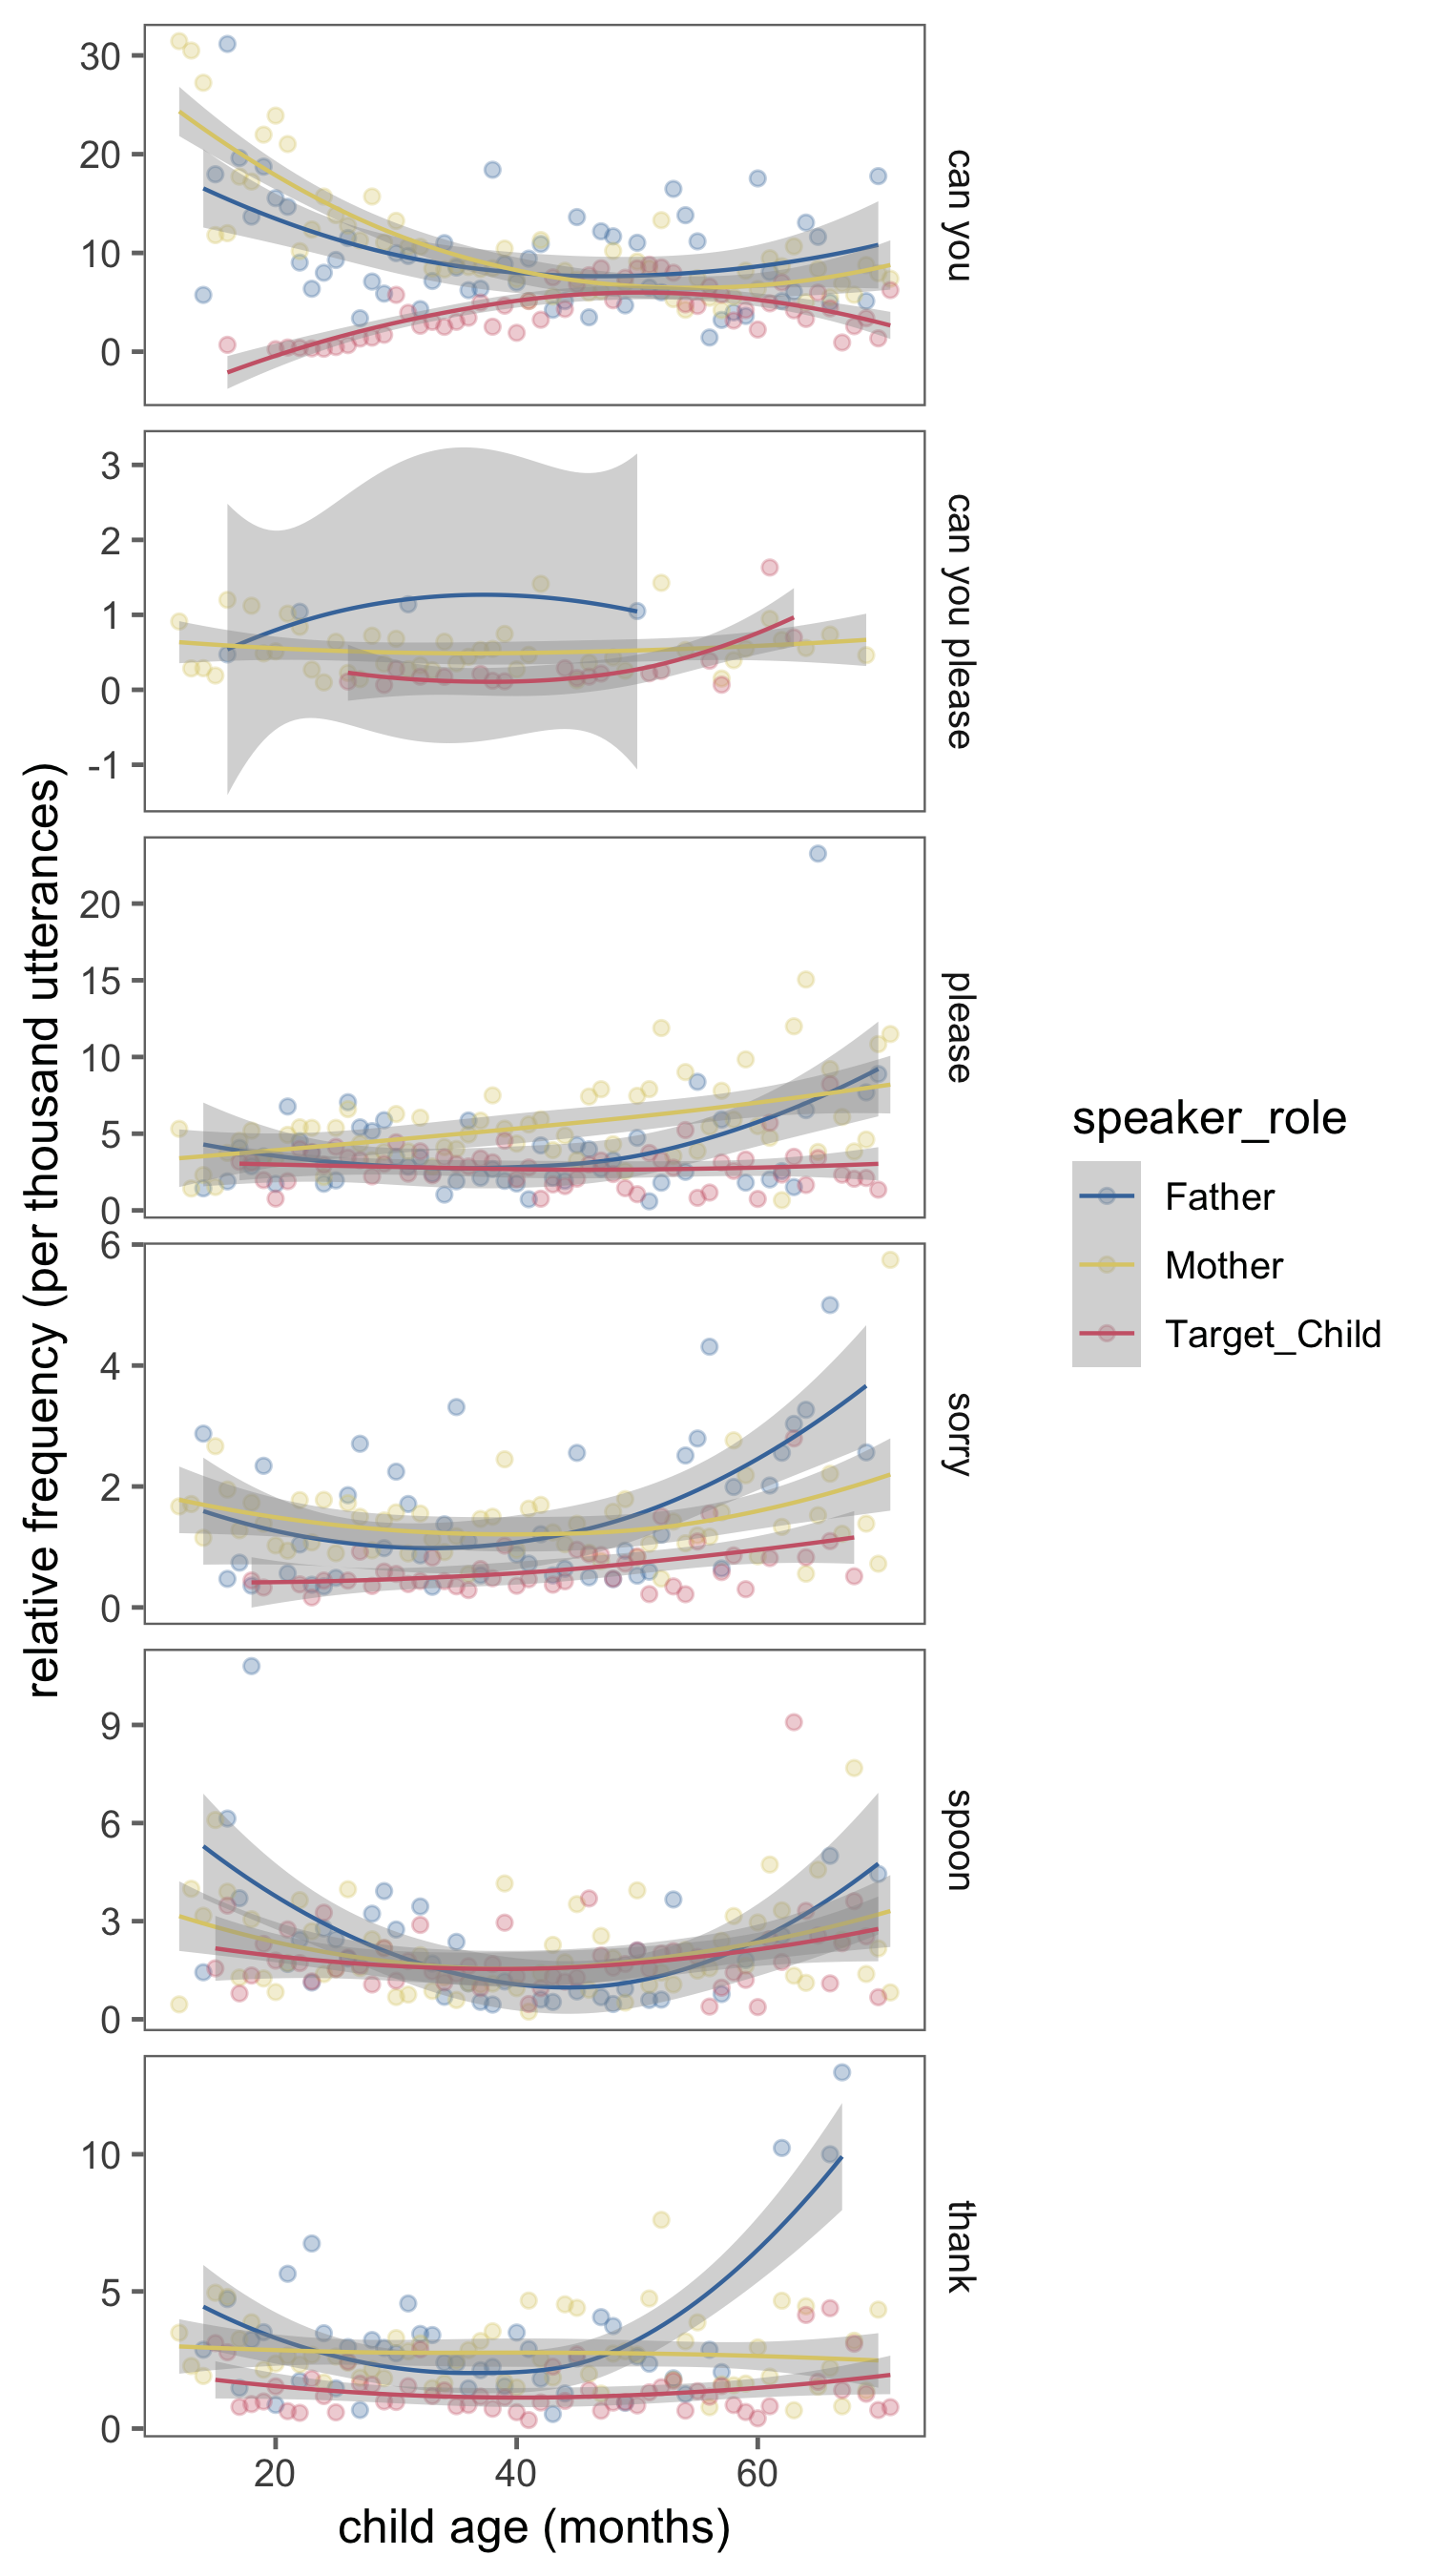 relative frequency (per thousand utterances)
30
20
10
0
can you
3
2
1
0
-1
can you please
20
15
10
5
0
please
6
4
2
0
sorry
9
6
3
0
spoon
10
5
0
thank
20
40
60
child age (months)
speaker_role
Father
Mother
Target_Child